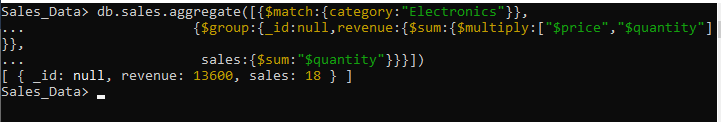 Sales_Data> db.sales.aggregate([{$match:{category:"Electronics"}},
...                      {$group:{_id:null,revenue:{$sum:{$multiply:["$price","$quantity"]
}},
...                       sales:{$sum:"$quantity"}}}])
[ { _id: null, revenue: 13600, sales: 18 } ]
Sales_Data>